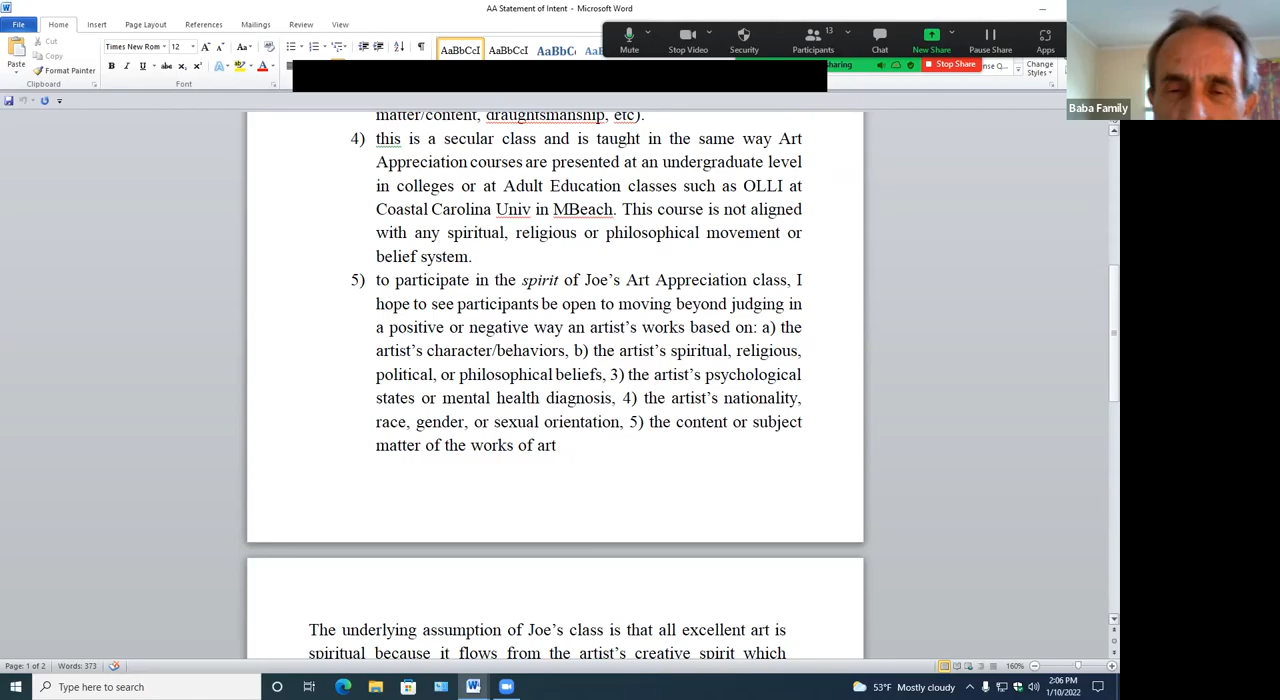 AA Statement of Intent - Microsoft Word
File Home Insert Page Layout References Mailings Review View
Cut
Copy
Format Painter
Paste
Clipboard
Times New Rom 12
Font
AaBbCcI AaBbCcI AaBbC
Change
Styles
Mute Stop Video Security Participants 13 Chat New Share Pause Share Apps
Stop Share
Baba Family
matter/content, draughtsmanship, etc).
4) this is a secular class and is taught in the same way Art
Appreciation courses are presented at an undergraduate level
in colleges or at Adult Education classes such as OLLI at
Coastal Carolina Univ in MBeach. This course is not aligned
with any spiritual, religious or philosophical movement or
belief system.
5) to participate in the spirit of Joe's Art Appreciation class, I
hope to see participants be open to moving beyond judging in
a positive or negative way an artist's works based on: a) the
artist's character/behaviors, b) the artist's spiritual, religious,
political, or philosophical beliefs, 3) the artist's psychological
states or mental health diagnosis, 4) the artist's nationality,
race, gender, or sexual orientation, 5) the content or subject
matter of the works of art
The underlying assumption of Joe's class is that all excellent art is
spiritual because it flows from the artist's creative spirit which
Page: 1 of 2 Words: 373 160%
Type here to search
53°F Mostly cloudy
2:06 PM
1/10/2022